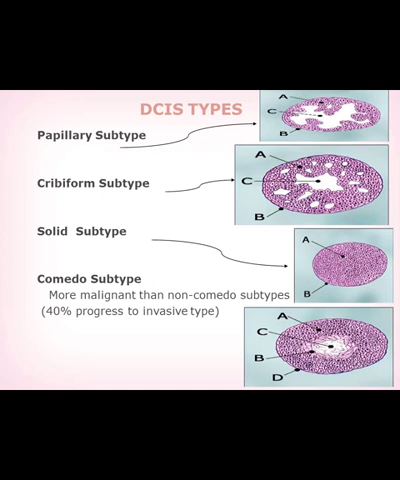 DCIS TYPES
Papillary Subtype
A
C
B
Cribiform Subtype
A
C
B
Solid Subtype
A
B
Comedo Subtype
More malignant than non-comedo subtypes
(40% progress to invasive type)
A
C
B
D